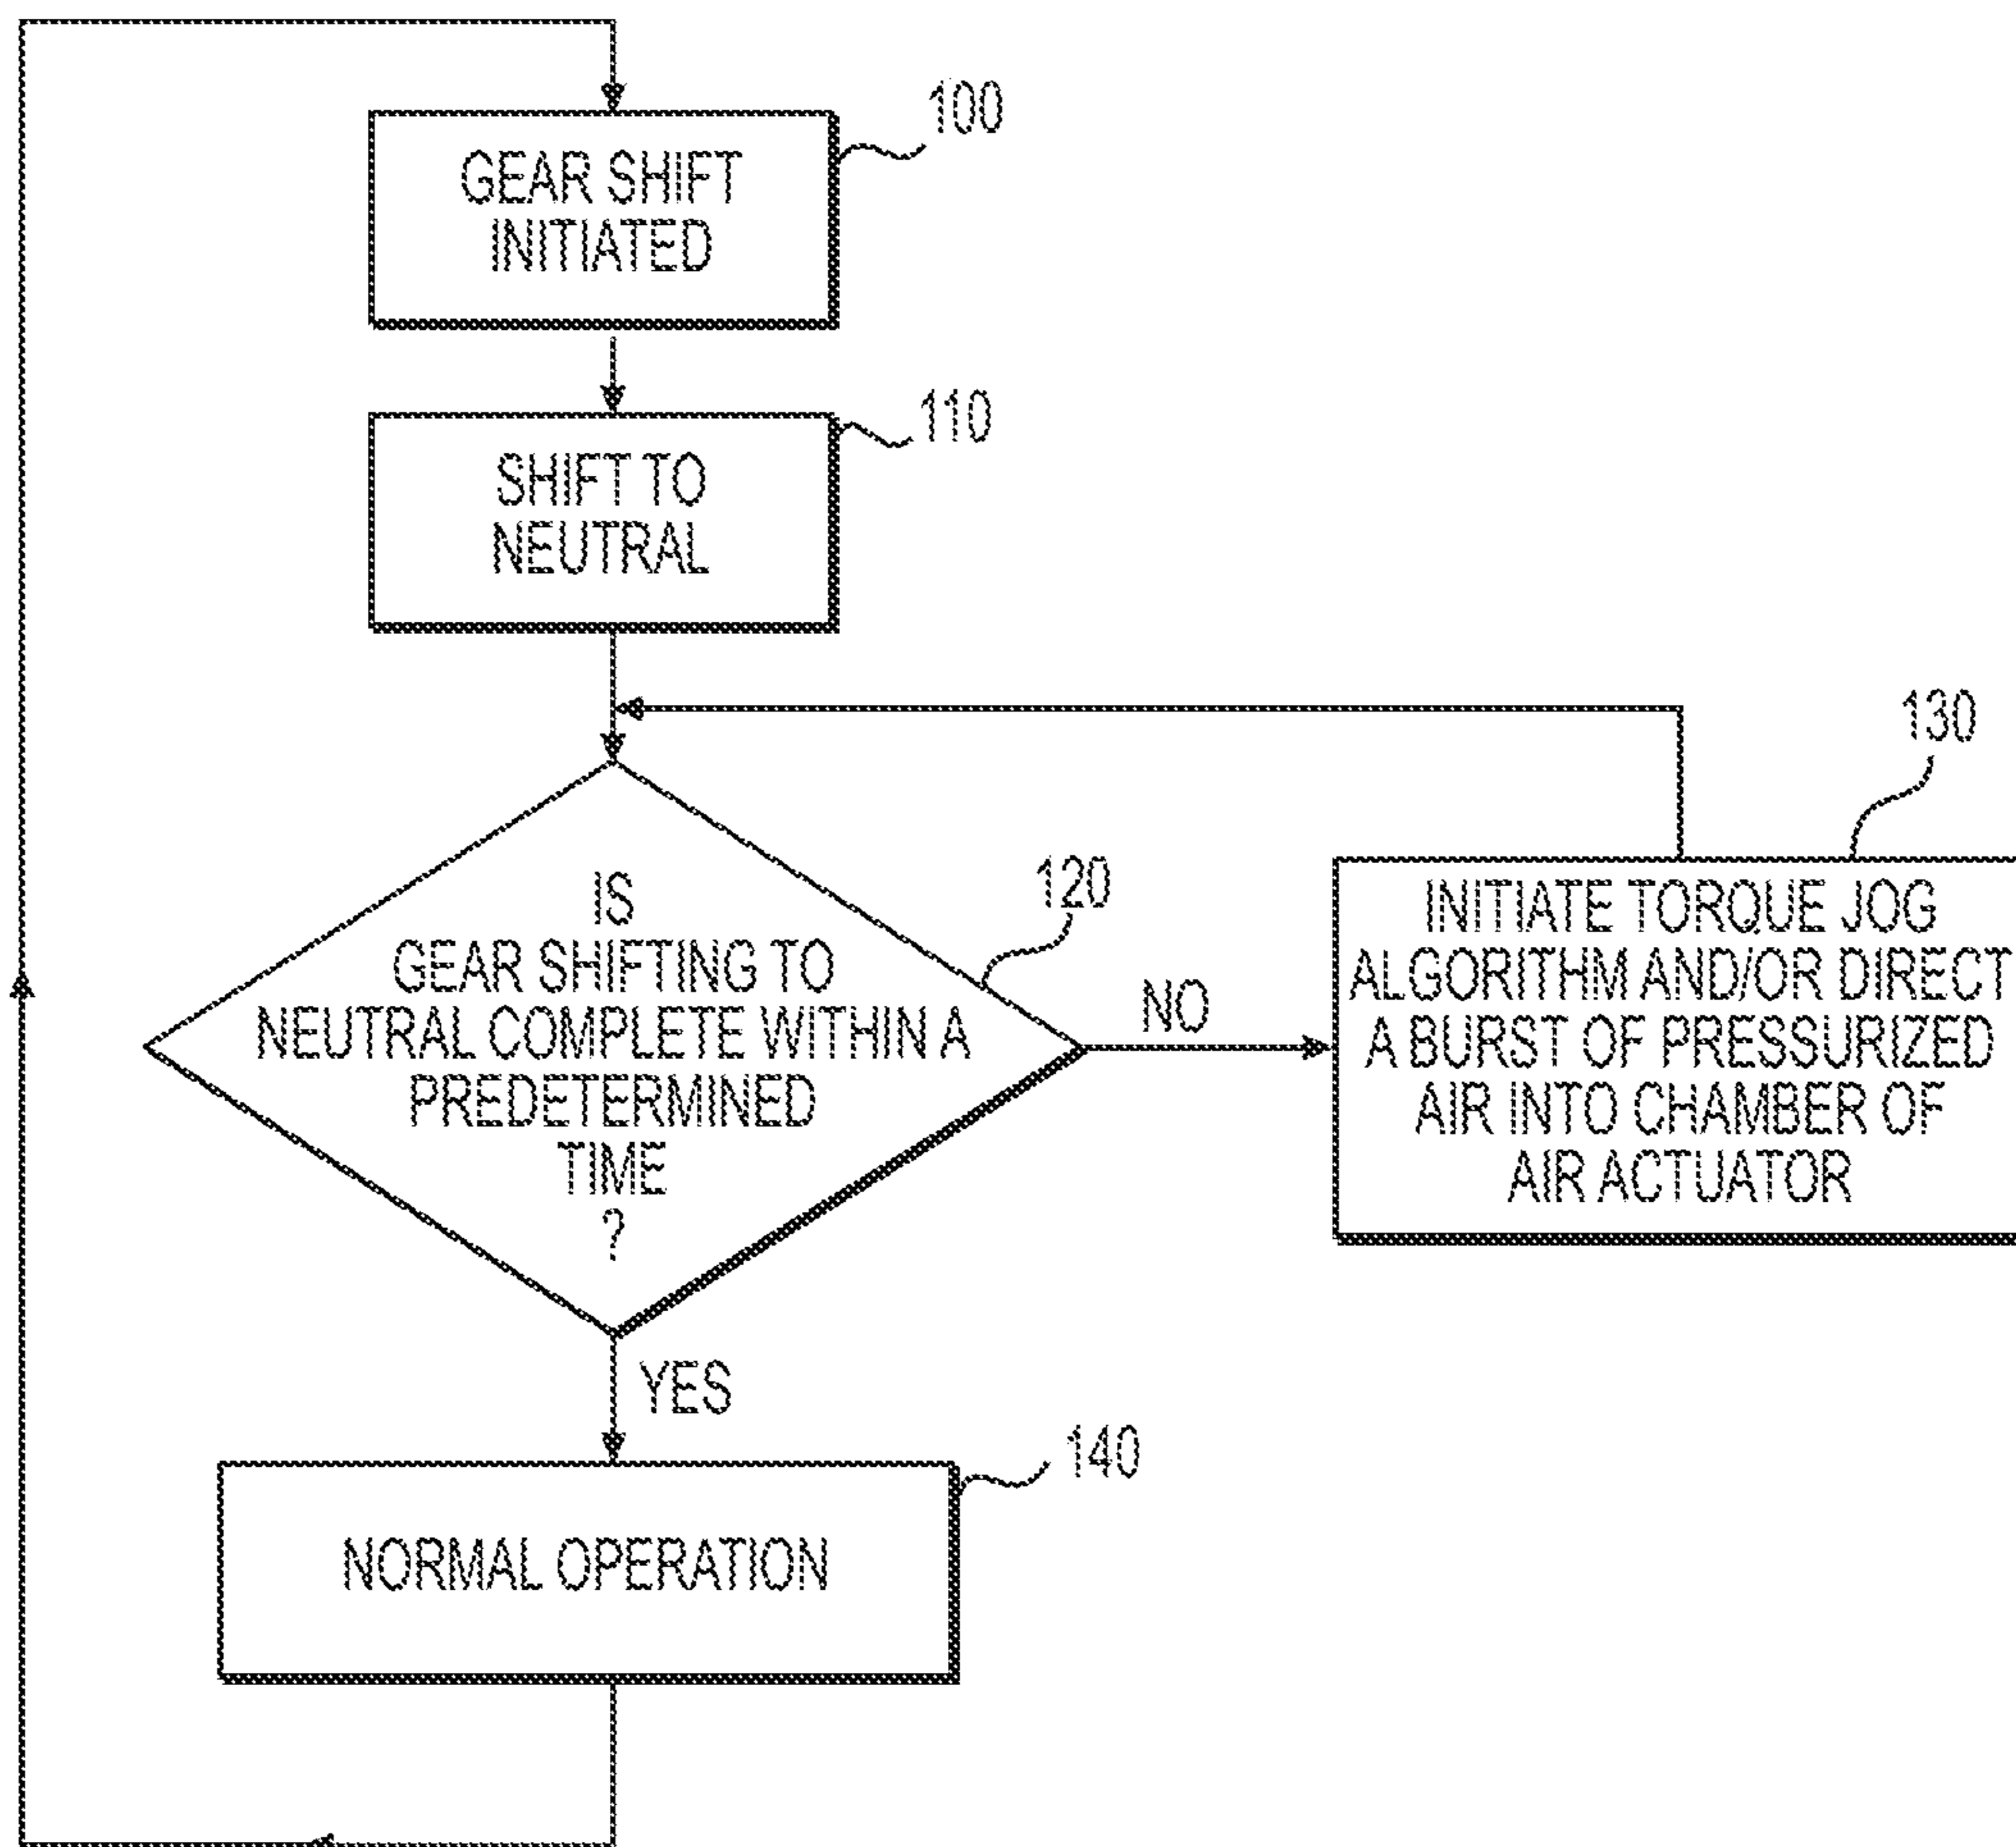 100
GEAR SHIFT
INITIATED
110
SHIFT TO
NEUTRAL
130
120
IS
GEAR SHIFTING TO
NEUTRAL COMPLETE WITHIN A
PREDETERMINED
TIME
?
NO
INITIATE TORQUE JOG
ALGORITHM AND/OR DIRECT
A BURST OF PRESSURIZED
AIR INTO CHAMBER OF
AIR ACTUATOR
YES
140
NORMAL OPERATION